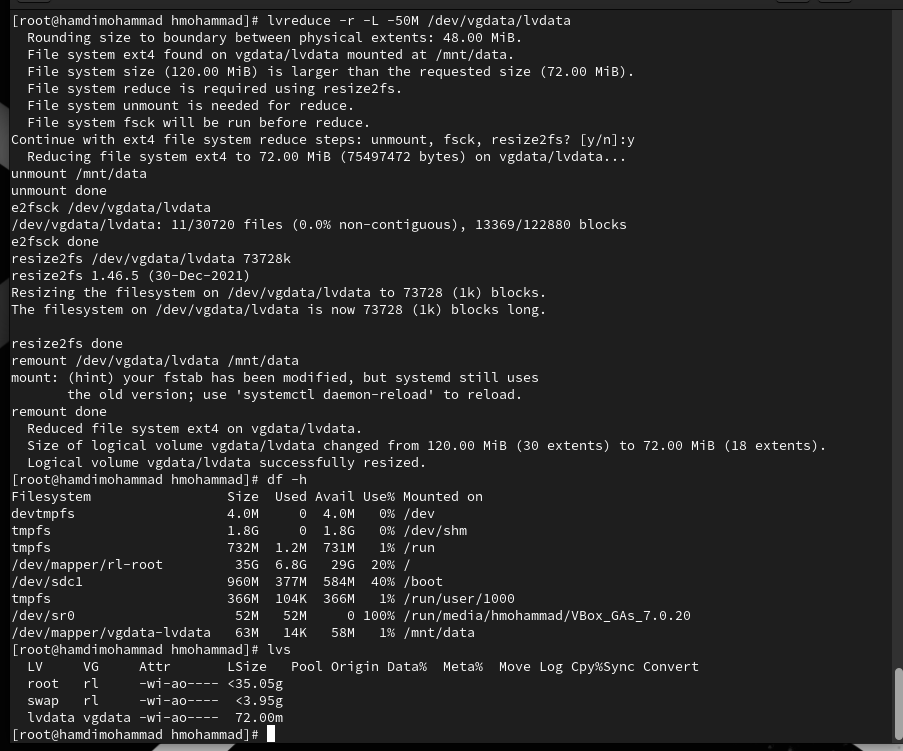 [root@hamdimohammad hmohammad]# lvreduce -r -L -50M /dev/vgdata/lvdata
  Rounding size to boundary between physical extents: 48.00 MiB.
  File system ext4 found on vgdata/lvdata mounted at /mnt/data.
  File system size (120.00 MiB) is larger than the requested size (72.00 MiB).
  File system reduce is required using resize2fs.
  File system unmount is needed for reduce.
  File system fsck will be run before reduce.
Continue with ext4 file system reduce steps: unmount, fsck, resize2fs? [y/n]:y
  Reducing file system ext4 to 72.00 MiB (75497472 bytes) on vgdata/lvdata...
unmount /mnt/data
unmount done
e2fsck /dev/vgdata/lvdata
/dev/vgdata/lvdata: 11/30720 files (0.0% non-contiguous), 13369/122880 blocks
e2fsck done
resize2fs /dev/vgdata/lvdata 73728k
resize2fs 1.46.5 (30-Dec-2021)
Resizing the filesystem on /dev/vgdata/lvdata to 73728 (1k) blocks.
The filesystem on /dev/vgdata/lvdata is now 73728 (1k) blocks long.

resize2fs done
remount /dev/vgdata/lvdata /mnt/data
mount: (hint) your fstab has been modified, but systemd still uses
       the old version; use 'systemctl daemon-reload' to reload.
remount done
  Reduced file system ext4 on vgdata/lvdata.
  Size of logical volume vgdata/lvdata changed from 120.00 MiB (30 extents) to 72.00 MiB (18 extents).
  Logical volume vgdata/lvdata successfully resized.
[root@hamdimohammad hmohammad]# df -h
Filesystem                 Size  Used Avail Use% Mounted on
devtmpfs                   4.0M     0  4.0M   0% /dev
tmpfs                      1.8G     0  1.8G   0% /dev/shm
tmpfs                      732M  1.2M  731M   1% /run
/dev/mapper/rl-root         35G  6.8G   29G  20% /
/dev/sdc1                  960M  377M  584M  40% /boot
tmpfs                      366M  104K  366M   1% /run/user/1000
/dev/sr0                    52M   52M     0 100% /run/media/hmohammad/VBox_GAs_7.0.20
/dev/mapper/vgdata-lvdata   63M   14K   58M   1% /mnt/data
[root@hamdimohammad hmohammad]# lvs
  LV     VG     Attr       LSize   Pool Origin Data%  Meta%  Move Log Cpy%Sync Convert
  root   rl     -wi-ao---- <35.05g
  swap   rl     -wi-ao----  <3.95g
  lvdata vgdata -wi-ao----  72.00m
[root@hamdimohammad hmohammad]#